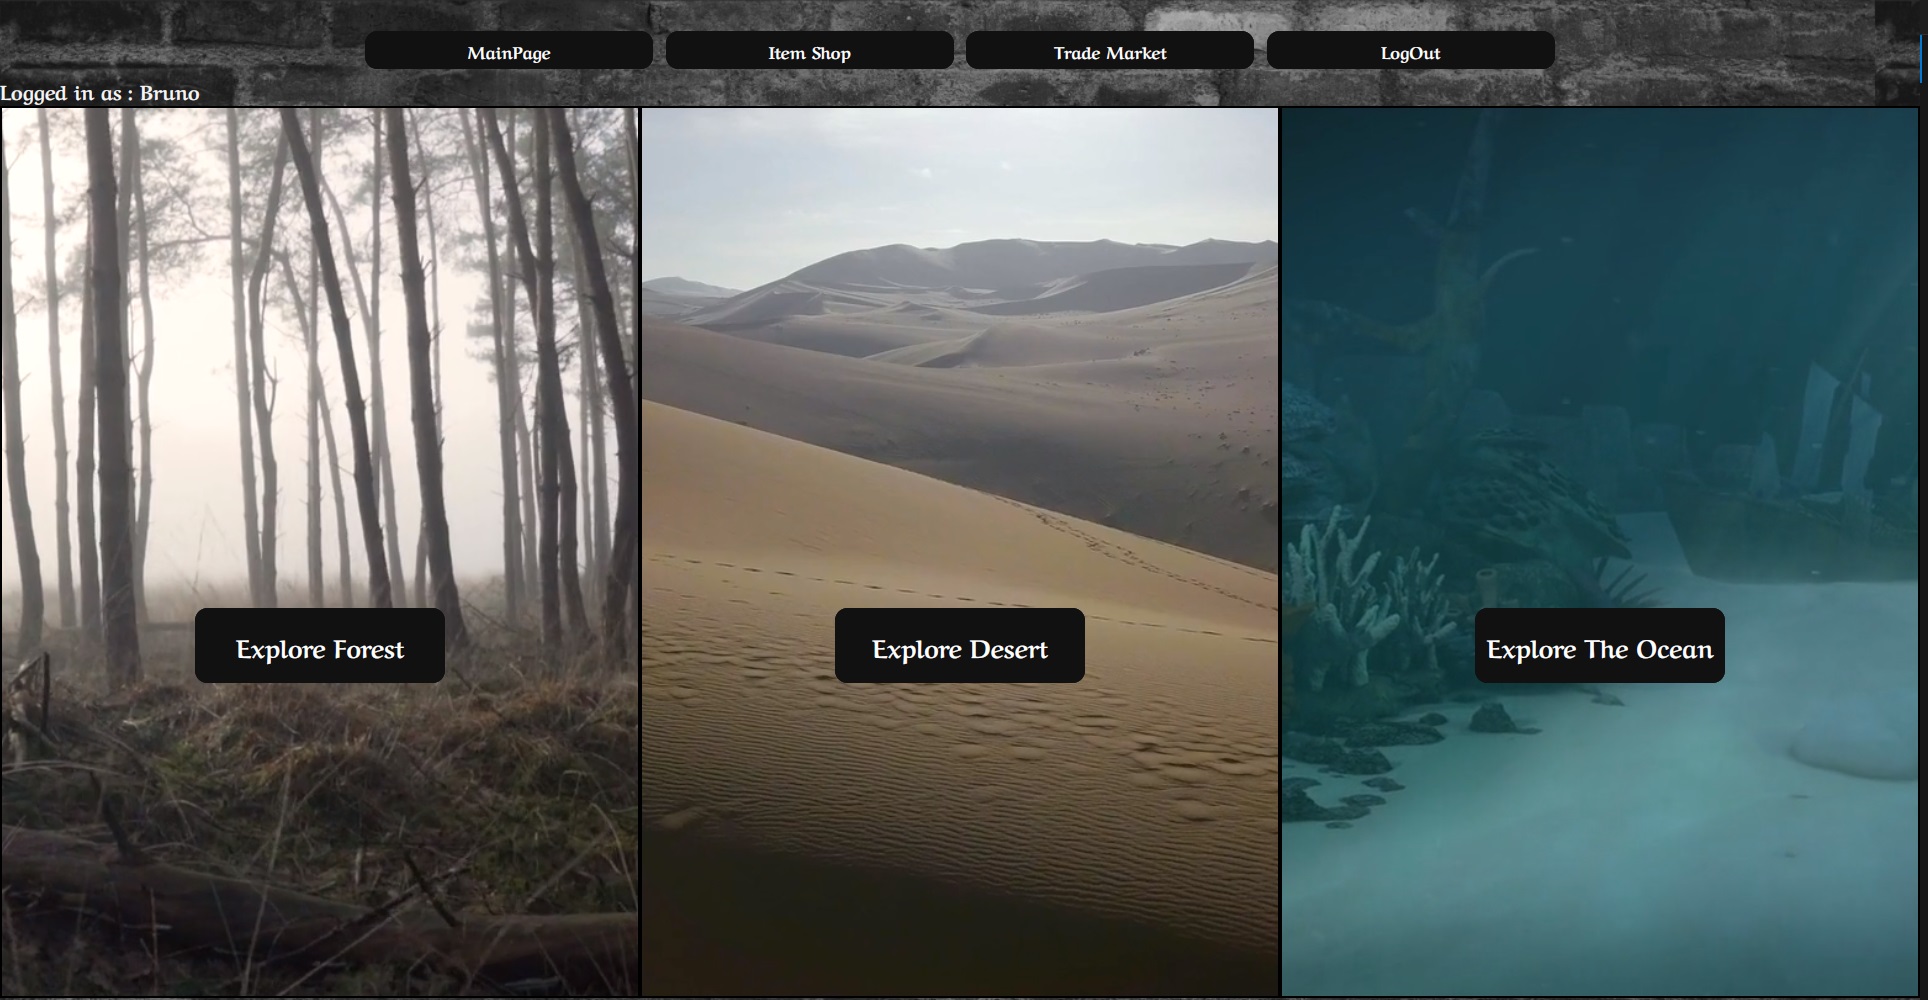 MainPage
Item Shop
Trade Market
LogOut
Logged in as : Bruno
Explore Forest
Explore Desert
Explore The Ocean